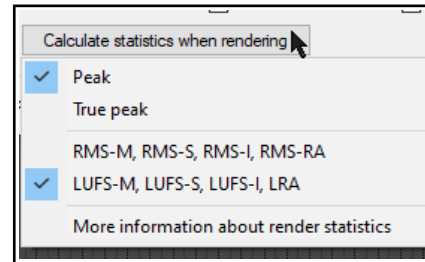 Calculate statistics when rendering
Peak
True peak
RMS-M, RMS-S, RMS-I, RMS-RA
LUFS-M, LUFS-S, LUFS-I, LRA
More information about render statistics